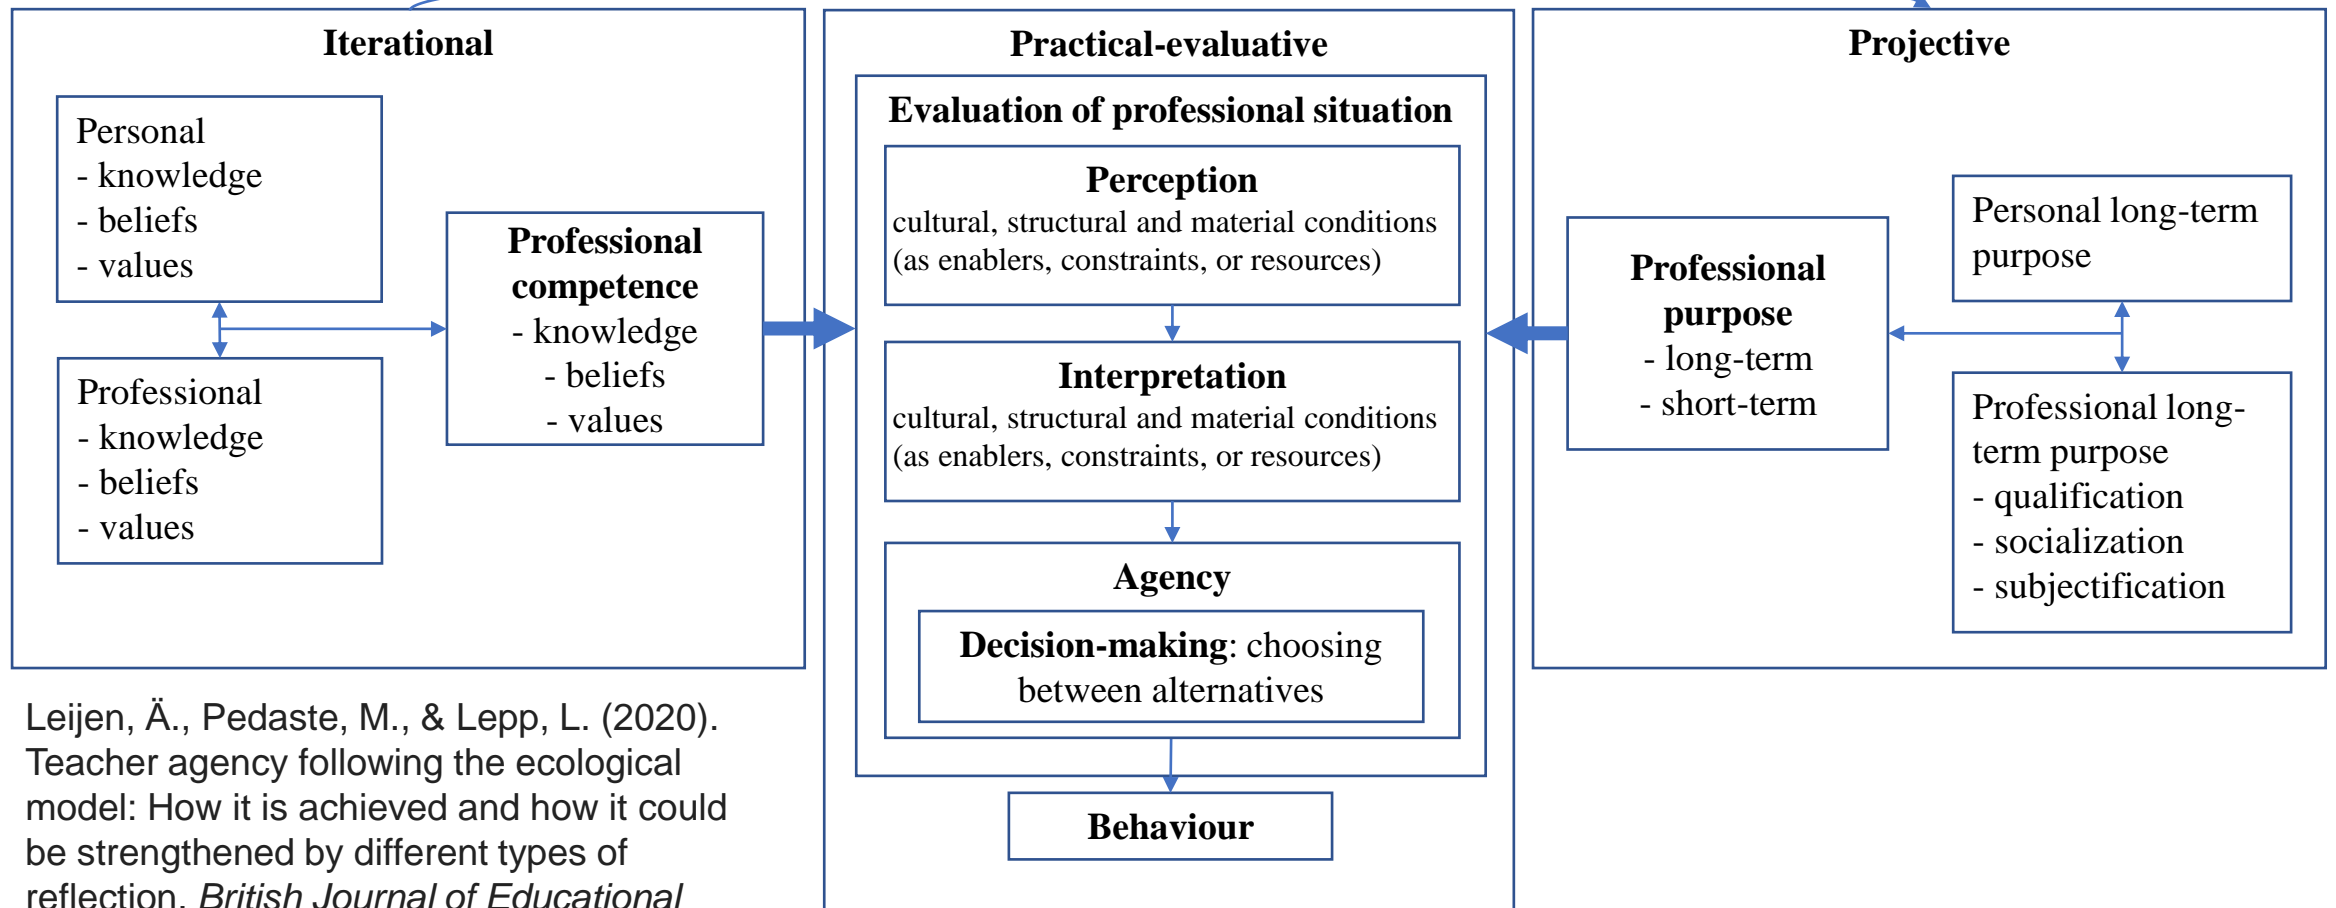 Iterational
Personal
- knowledge
- beliefs
- values
Professional
- knowledge
- beliefs
- values
Professional
competence
- knowledge
- beliefs
- values
Practical-evaluative
Evaluation of professional situation
Perception
cultural, structural and material conditions
(as enablers, constraints, or resources)
Interpretation
cultural, structural and material conditions
(as enablers, constraints, or resources)
Agency
Decision-making: choosing
between alternatives
Behaviour
Projective
Professional
purpose
- long-term
- short-term
Personal long-term
purpose
Professional long-
term purpose
- qualification
- socialization
- subjectification
Leijen, Ä., Pedaste, M., & Lepp, L. (2020).
Teacher agency following the ecological
model: How it is achieved and how it could
be strengthened by different types of
reflection. British Journal of Educational